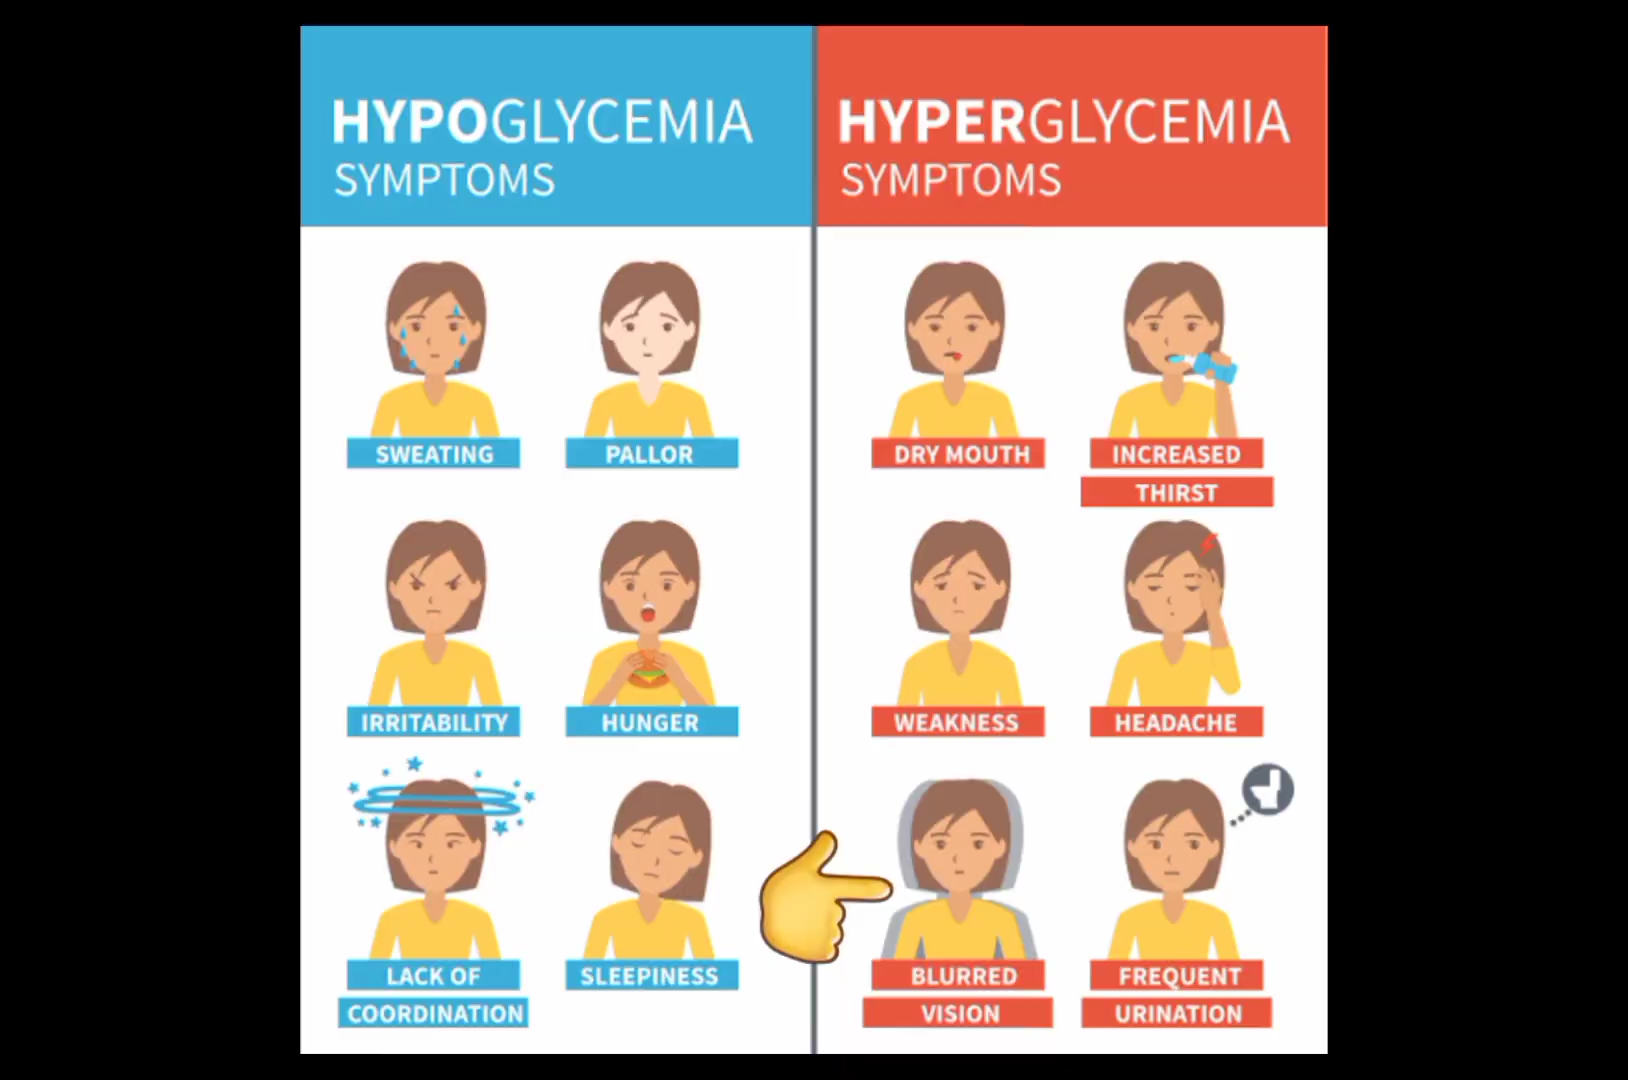 HYPOGLYCEMIA
SYMPTOMS
SWEATING
PALLOR
IRRITABILITY
HUNGER
LACK OF
COORDINATION
SLEEPINESS
HYPERGLYCEMIA
SYMPTOMS
DRY MOUTH
INCREASED
THIRST
WEAKNESS
HEADACHE
BLURRED
VISION
FREQUENT
URINATION